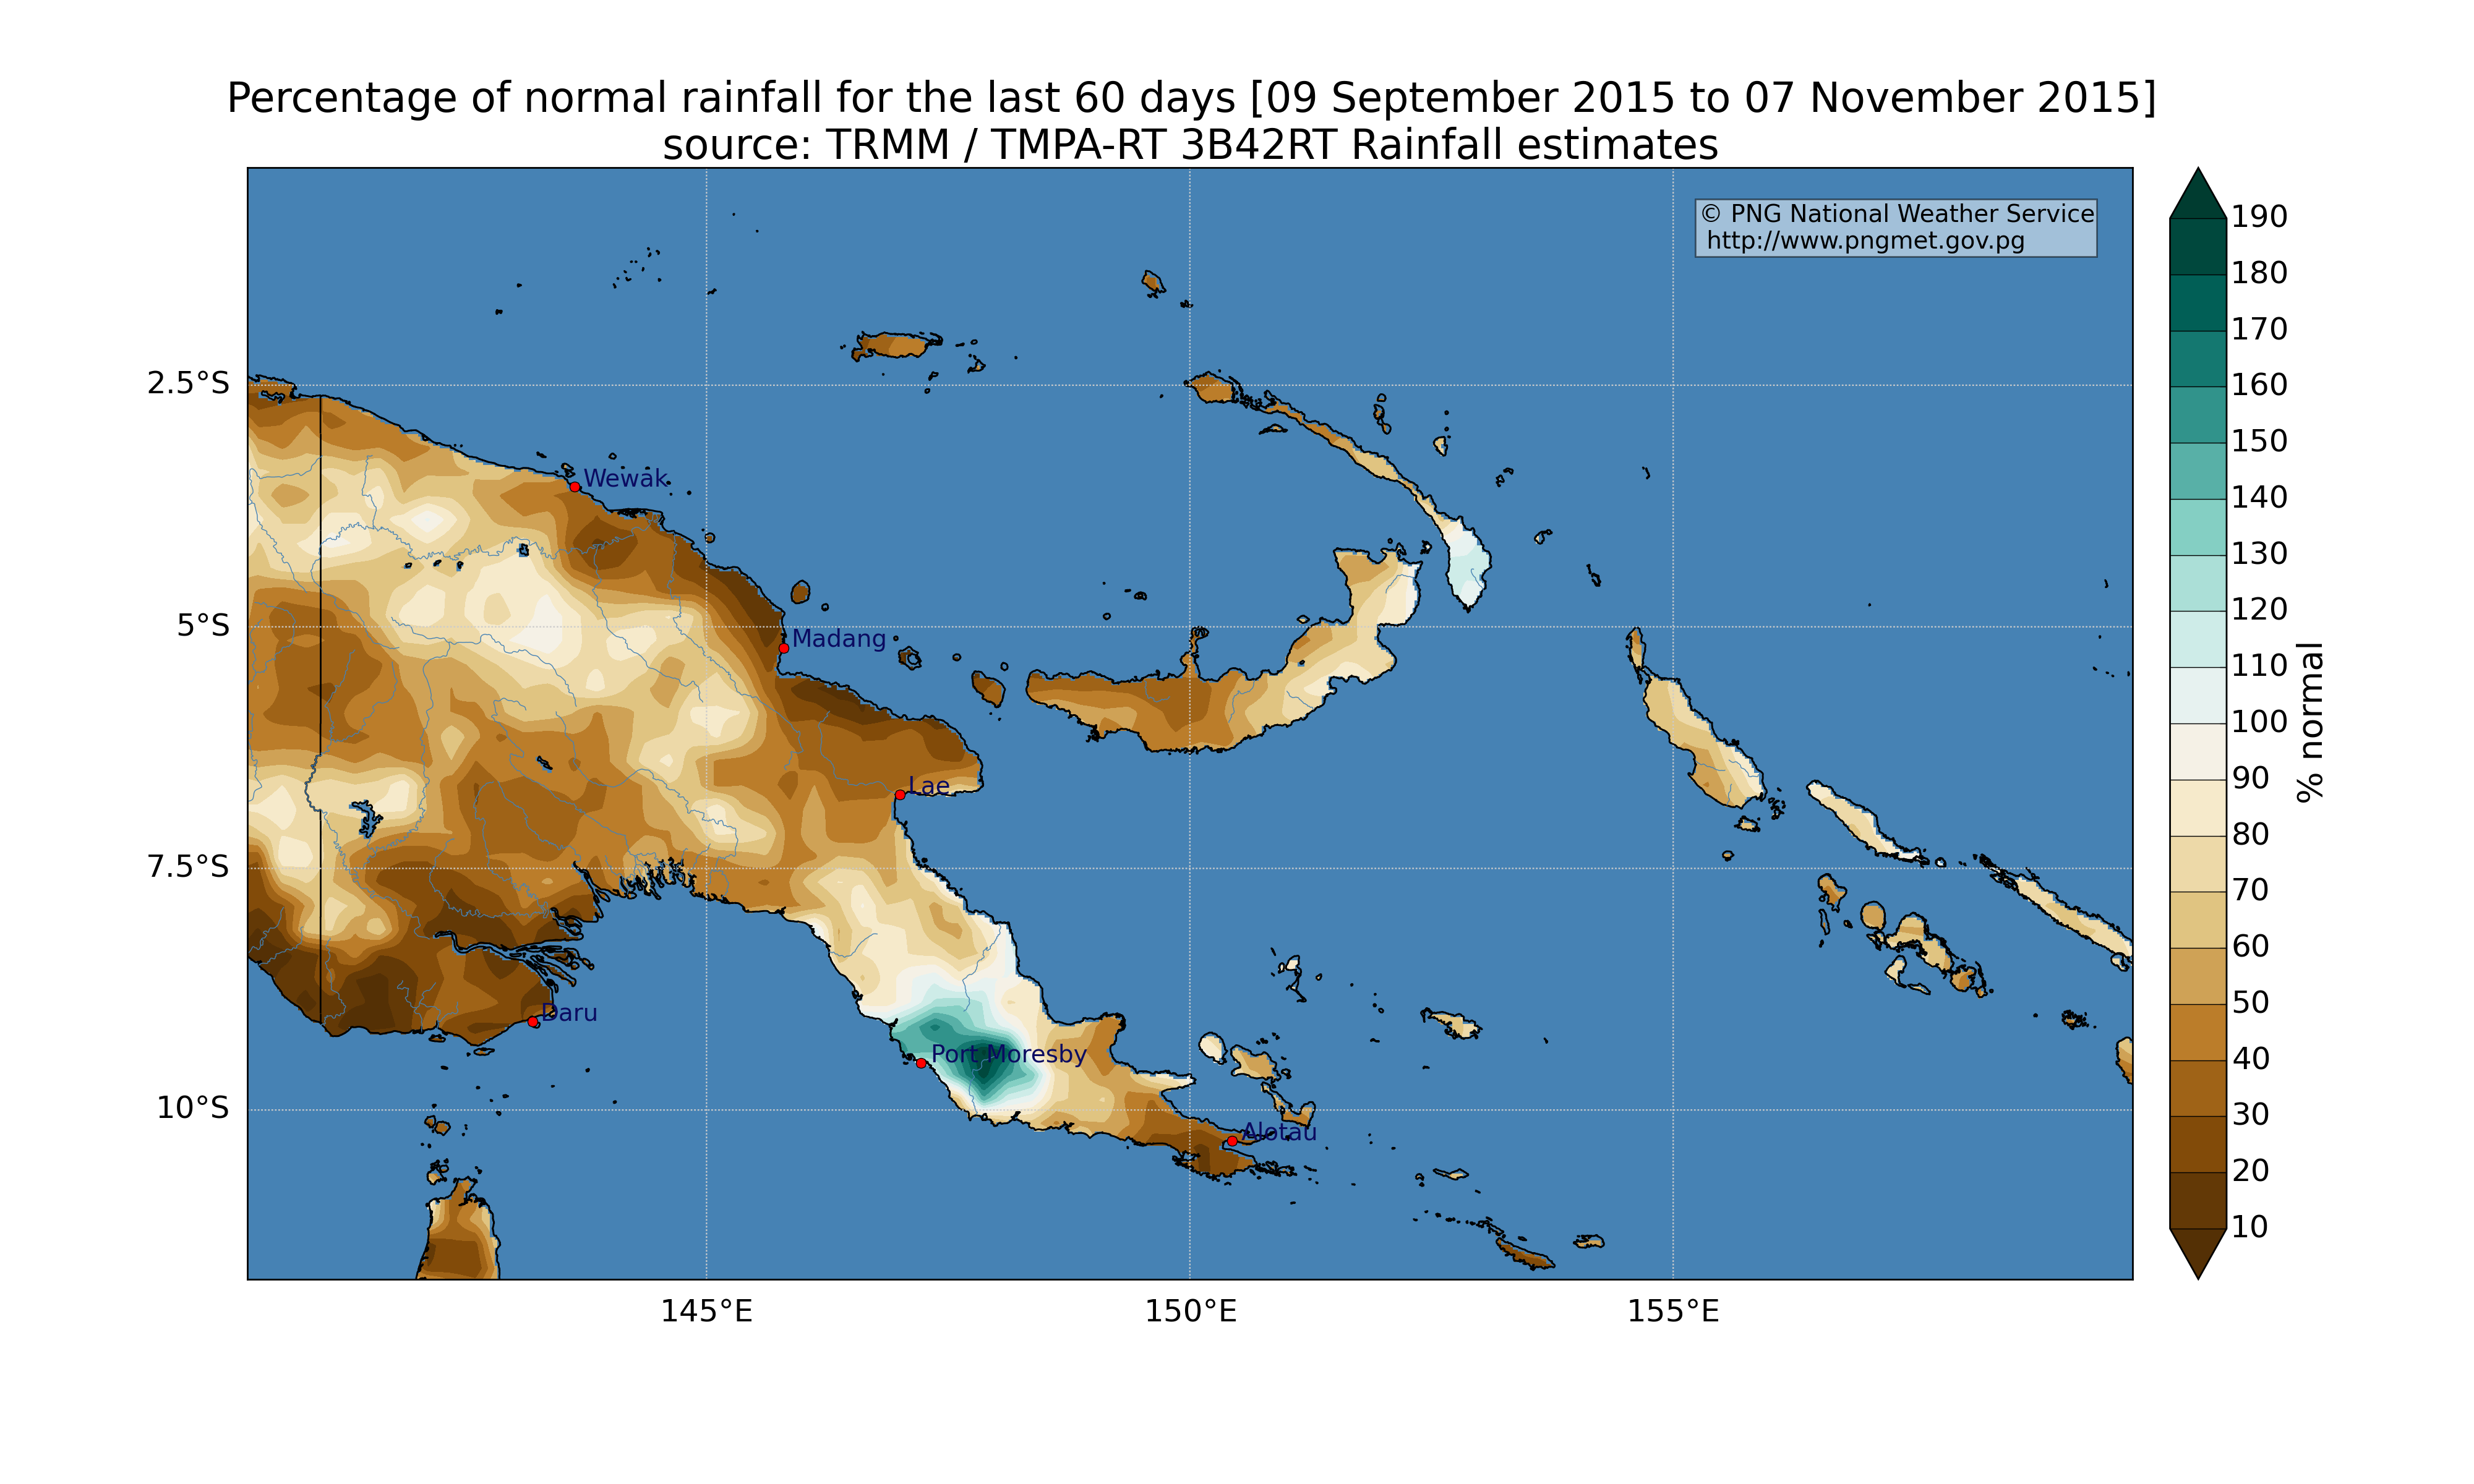 Percentage of normal rainfall for the last 60 days [09 September 2015 to 07 November 2015]
source: TRMM / TMPA-RT 3B42RT Rainfall estimates
© PNG National Weather Service
http://www.pngmet.gov.pg
190
180
170
160
150
140
130
120
110
100
90
80
70
60
50
40
30
20
10
% normal
2.5°S
5°S
7.5°S
10°S
Wewak
Madang
Lae
Daru
Port Moresby
Alotau
145°E
150°E
155°E